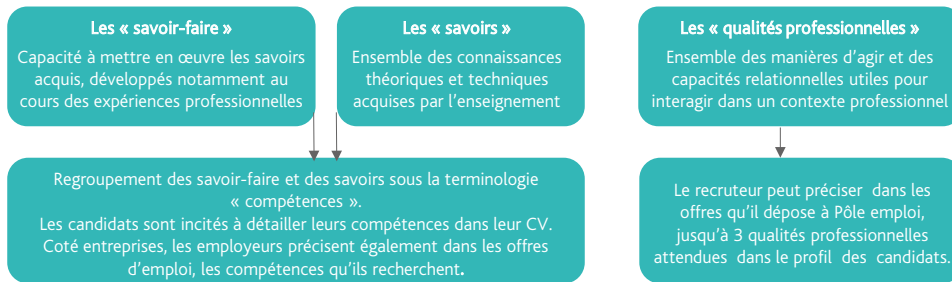 Les « savoir-faire »
Capacité à mettre en œuvre les savoirs
acquis, développés notamment au
cours des expériences professionnelles
Les « savoirs »
Ensemble des connaissances
théoriques et techniques
acquises par l’enseignement
Les « qualités professionnelles »
Ensemble des manières d’agir et des
capacités relationnelles utiles pour
interagir dans un contexte professionnel
Regroupement des savoir-faire et des savoirs sous la terminologie
« compétences ».
Les candidats sont incités à détailler leurs compétences dans leur CV.
Coté entreprises, les employeurs précisent également dans les offres
d’emploi, les compétences qu’ils recherchent.
Le recruteur peut préciser dans les
offres qu’il dépose à Pôle emploi,
jusqu’à 3 qualités professionnelles
attendues dans le profil des candidats.